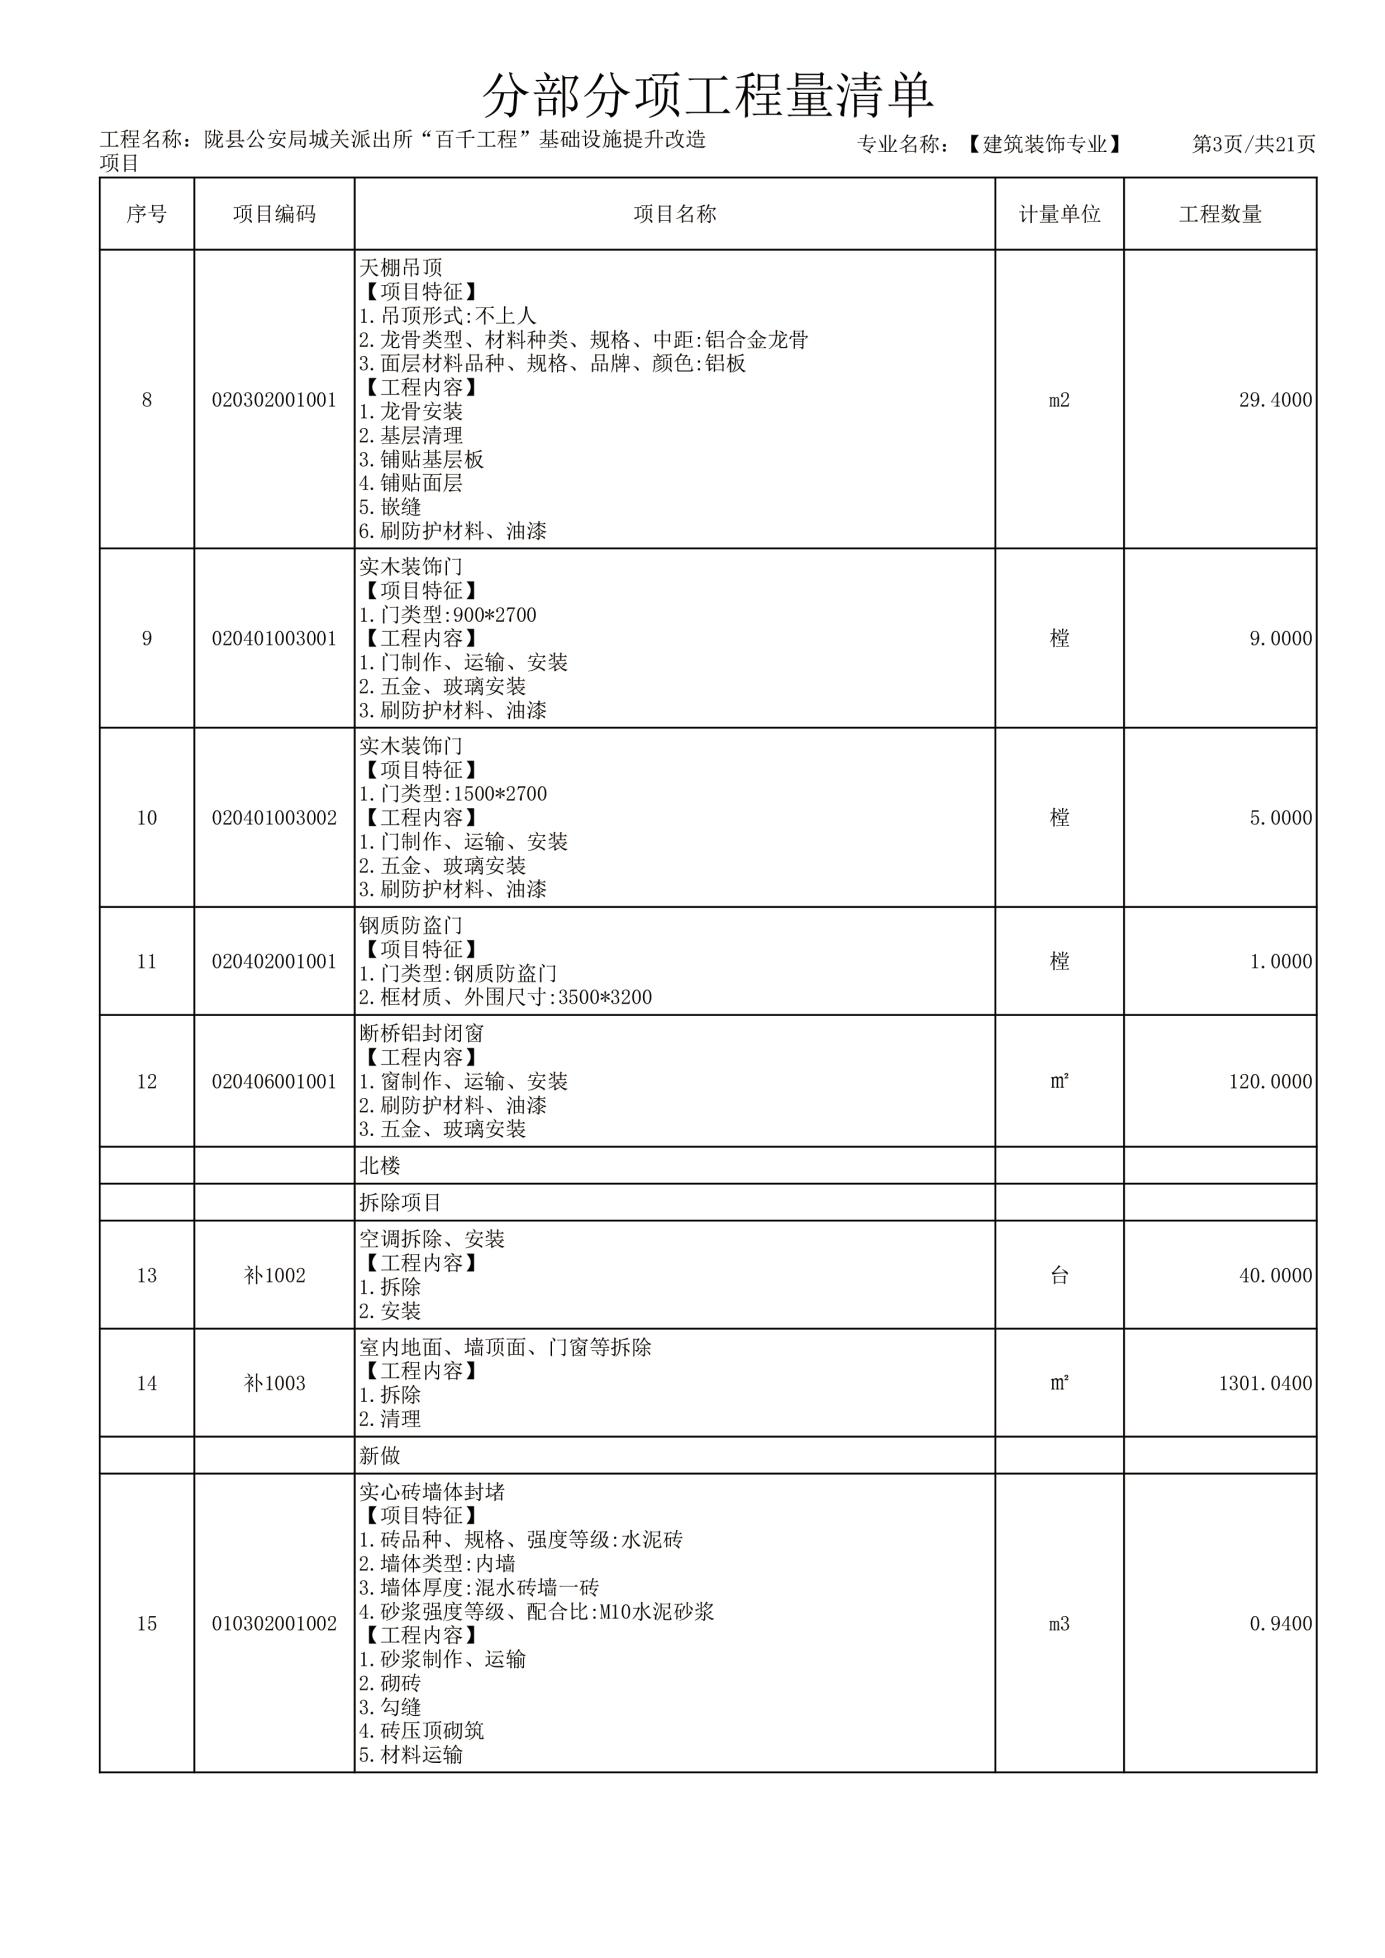 分部分项工程量清单
工程名称：陇县公安局城关派出所“百千工程”基础设施提升改造
项目
专业名称：【建筑装饰专业】 第3页/共21页
序号 项目编码 项目名称 计量单位 工程数量
天棚吊顶
【项目特征】
1.吊顶形式:不上人
2.龙骨类型、材料种类、规格、中距:铝合金龙骨
3.面层材料品种、规格、品牌、颜色:铝板
【工程内容】
8 020302001001 m2 29.4000
1.龙骨安装
2.基层清理
3.铺贴基层板
4.铺贴面层
5.嵌缝
6.刷防护材料、油漆
实木装饰门
【项目特征】
1.门类型:900*2700
9 020401003001 【工程内容】 樘 9.0000
1.门制作、运输、安装
2.五金、玻璃安装
3.刷防护材料、油漆
实木装饰门
【项目特征】
1.门类型:1500*2700
10 020401003002 【工程内容】 樘 5.0000
1.门制作、运输、安装
2.五金、玻璃安装
3.刷防护材料、油漆
钢质防盗门
【项目特征】
11 020402001001 樘 1.0000
1.门类型:钢质防盗门
2.框材质、外围尺寸:3500*3200
断桥铝封闭窗
【工程内容】
12 020406001001 1.窗制作、运输、安装 m² 120.0000
2.刷防护材料、油漆
3.五金、玻璃安装
北楼
拆除项目
空调拆除、安装
【工程内容】
13 补1002 台 40.0000
1.拆除
2.安装
室内地面、墙顶面、门窗等拆除
【工程内容】
14 补1003 m² 1301.0400
1.拆除
2.清理
新做
实心砖墙体封堵
【项目特征】
1.砖品种、规格、强度等级:水泥砖
2.墙体类型:内墙
3.墙体厚度:混水砖墙一砖
4.砂浆强度等级、配合比:M10水泥砂浆
15 010302001002 m3 0.9400
【工程内容】
1.砂浆制作、运输
2.砌砖
3.勾缝
4.砖压顶砌筑
5.材料运输